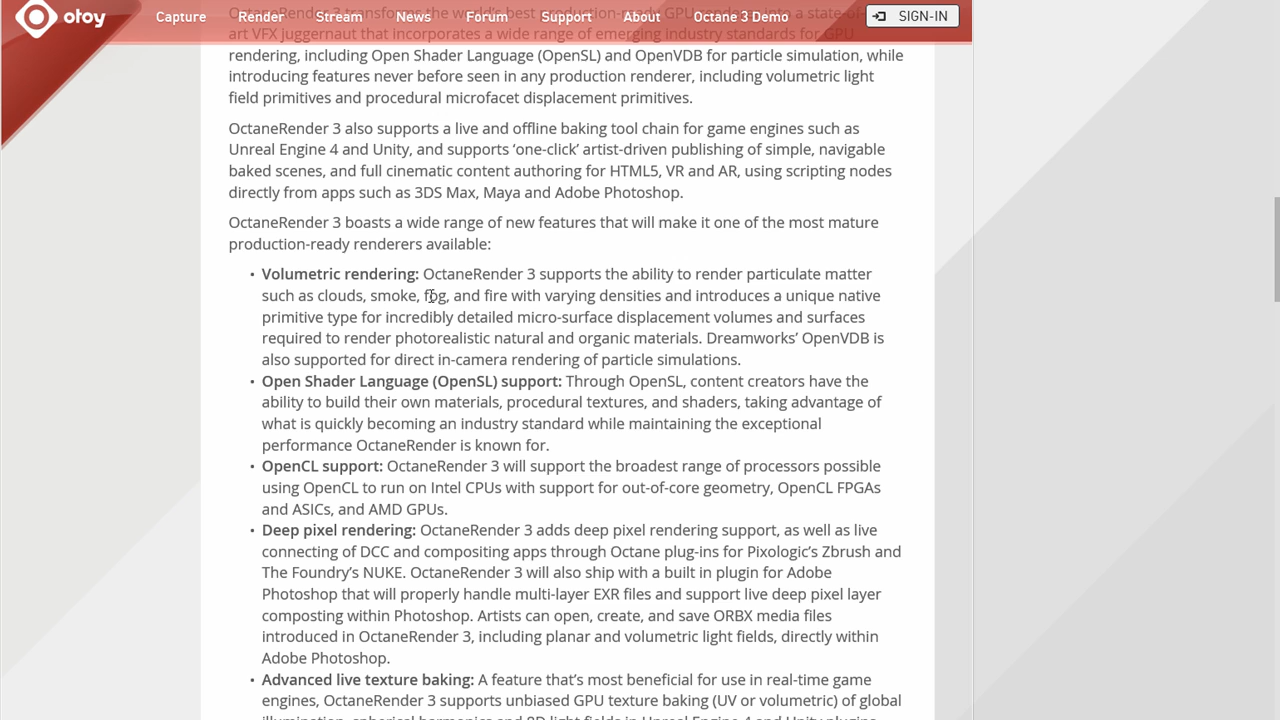 otoy
Capture Render Stream News Forum Support About Octane 3 Demo SIGN-IN
OctaneRender 3 transforms the world's best production-ready GPU renderer into a state-of-
art VFX juggernaut that incorporates a wide range of emerging industry standards for GPU
rendering, including Open Shader Language (OpenSL) and OpenVDB for particle simulation, while
introducing features never before seen in any production renderer, including volumetric light
field primitives and procedural microfacet displacement primitives.
OctaneRender 3 also supports a live and offline baking tool chain for game engines such as
Unreal Engine 4 and Unity, and supports ‘one-click’ artist-driven publishing of simple, navigable
baked scenes, and full cinematic content authoring for HTML5, VR and AR, using scripting nodes
directly from apps such as 3DS Max, Maya and Adobe Photoshop.
OctaneRender 3 boasts a wide range of new features that will make it one of the most mature
production-ready renderers available:
• Volumetric rendering: OctaneRender 3 supports the ability to render particulate matter
such as clouds, smoke, fog, and fire with varying densities and introduces a unique native
primitive type for incredibly detailed micro-surface displacement volumes and surfaces
required to render photorealistic natural and organic materials. Dreamworks’ OpenVDB is
also supported for direct in-camera rendering of particle simulations.
• Open Shader Language (OpenSL) support: Through OpenSL, content creators have the
ability to build their own materials, procedural textures, and shaders, taking advantage of
what is quickly becoming an industry standard while maintaining the exceptional
performance OctaneRender is known for.
• OpenCL support: OctaneRender 3 will support the broadest range of processors possible
using OpenCL to run on Intel CPUs with support for out-of-core geometry, OpenCL FPGAs
and ASICs, and AMD GPUs.
• Deep pixel rendering: OctaneRender 3 adds deep pixel rendering support, as well as live
connecting of DCC and compositing apps through Octane plug-ins for Pixologic’s Zbrush and
The Foundry’s NUKE. OctaneRender 3 will also ship with a built in plugin for Adobe
Photoshop that will properly handle multi-layer EXR files and support live deep pixel layer
composting within Photoshop. Artists can open, create, and save ORBX media files
introduced in OctaneRender 3, including planar and volumetric light fields, directly within
Adobe Photoshop.
• Advanced live texture baking: A feature that’s most beneficial for use in real-time game
engines, OctaneRender 3 supports unbiased GPU texture baking (UV or volumetric) of global
illumination, spherical harmonics and 8D light fields in Unreal Engine 4 and Unity plugins